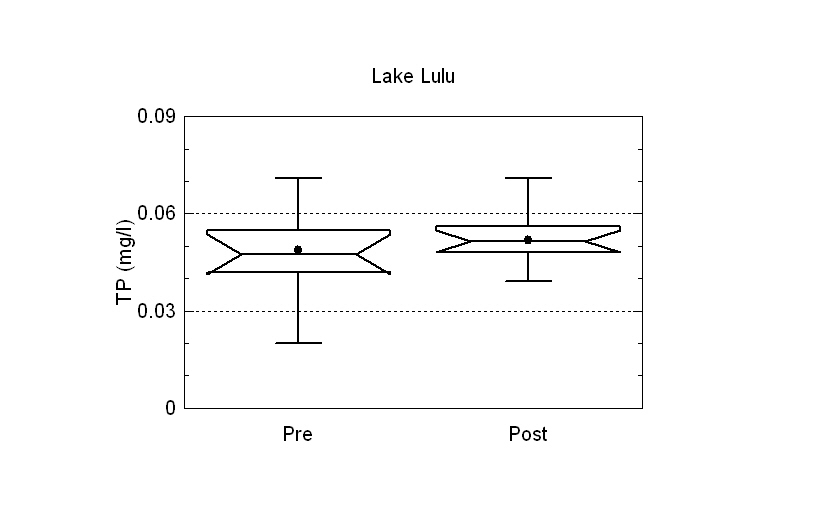 Lake Lulu
0.09
0.06
0.03
0
TP (mg/l)
Pre
Post